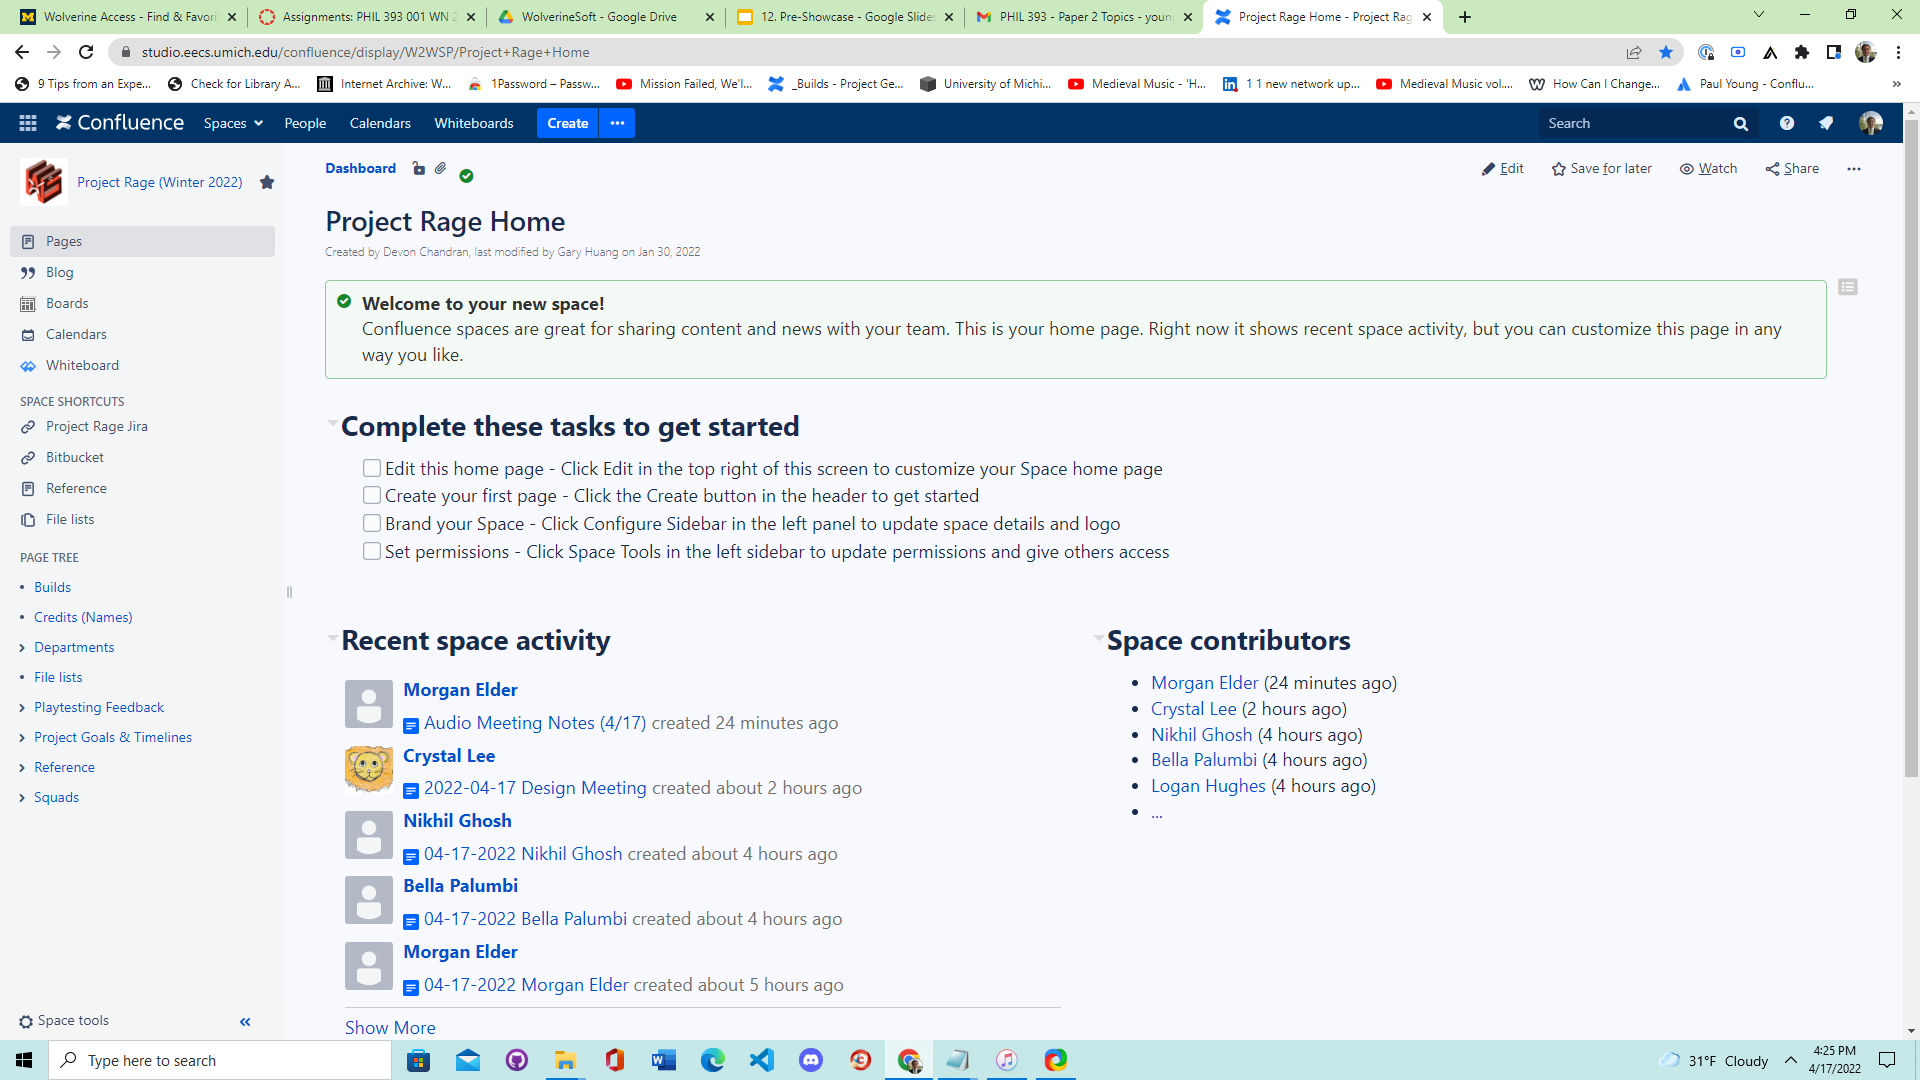 Wolverine Access - Find & Favori
Assignments: PHIL 393 001 WN 2
WolverineSoft - Google Drive
12. Pre-Showcase - Google Slides
PHIL 393 - Paper 2 Topics - young
Project Rage Home - Project Rag
studio.eecs.umich.edu/confluence/display/W2WSP/Project+Rage+Home
9 Tips from an Expe...
Check for Library A...
Internet Archive: W...
1Password – Passw...
Mission Failed, We'l...
_Builds - Project Ge...
University of Michi...
Medieval Music - 'H...
1 1 new network up...
Medieval Music vol....
How Can I Change...
Paul Young - Conflu...
Confluence Spaces People Calendars Whiteboards Create ··· Search
Project Rage (Winter 2022)
Pages
Blog
Boards
Calendars
Whiteboard
SPACE SHORTCUTS
Project Rage Jira
Bitbucket
Reference
File lists
PAGE TREE
• Builds
• Credits (Names)
Departments
• File lists
Playtesting Feedback
Project Goals & Timelines
Reference
Squads
Space tools
Dashboard
Edit Save for later Watch Share ···
Project Rage Home
Created by Devon Chandran, last modified by Gary Huang on Jan 30, 2022
Welcome to your new space!
Confluence spaces are great for sharing content and news with your team. This is your home page. Right now it shows recent space activity, but you can customize this page in any
way you like.
Complete these tasks to get started
Edit this home page - Click Edit in the top right of this screen to customize your Space home page
Create your first page - Click the Create button in the header to get started
Brand your Space - Click Configure Sidebar in the left panel to update space details and logo
Set permissions - Click Space Tools in the left sidebar to update permissions and give others access
Recent space activity
Morgan Elder
Audio Meeting Notes (4/17) created 24 minutes ago
Crystal Lee
2022-04-17 Design Meeting created about 2 hours ago
Nikhil Ghosh
04-17-2022 Nikhil Ghosh created about 4 hours ago
Bella Palumbi
04-17-2022 Bella Palumbi created about 4 hours ago
Morgan Elder
04-17-2022 Morgan Elder created about 5 hours ago
Show More
Space contributors
• Morgan Elder (24 minutes ago)
• Crystal Lee (2 hours ago)
• Nikhil Ghosh (4 hours ago)
• Bella Palumbi (4 hours ago)
• Logan Hughes (4 hours ago)
• ...
Type here to search
31°F Cloudy
4:25 PM
4/17/2022